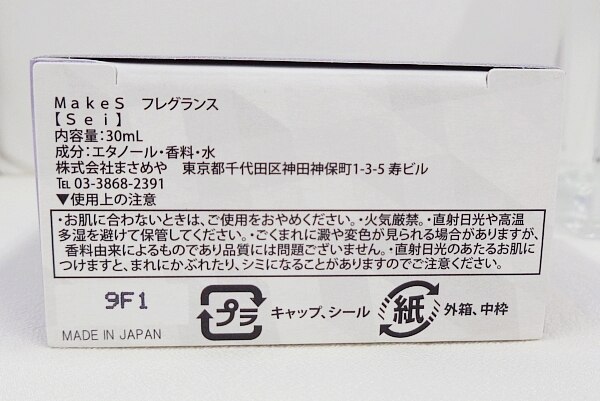 MakeS　フレグランス
【Sei】
内容量：30mL
成分：エタノール・香料・水
株式会社まさめや　東京都千代田区神田神保町1-3-5 寿ビル
℡ 03-3868-2391
▼使用上の注意
・お肌に合わないときは、ご使用をおやめください。・火気厳禁。・直射日光や高温
多湿を避けて保管してください。・ごくまれに澱や変色が見られる場合がありますが、
香料由来によるものであり品質には問題ございません。・直射日光のあたるお肌に
つけますと、まれにかぶれたり、シミになることがありますのでご注意ください。
9F1
プラ キャップ、シール 紙 外箱、中枠
MADE IN JAPAN